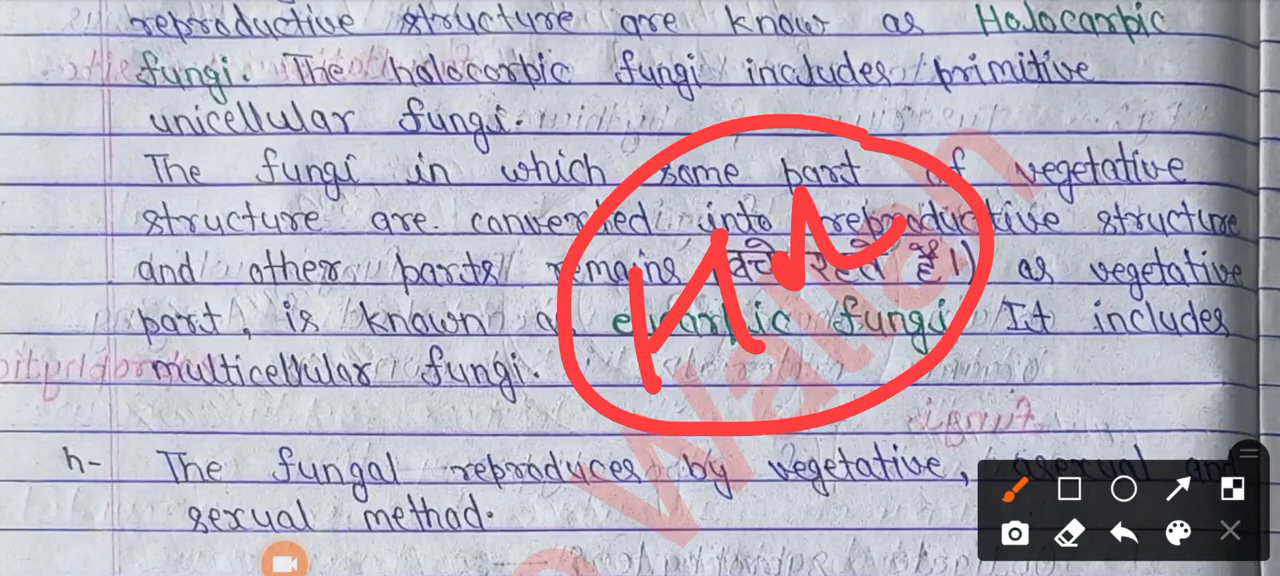 reproductive structure are know as Holocarpic
fungi. The holocarpic fungi includes primitive
unicellular fungi.
The fungi in which some part of vegetative
structure are converted into reproductive structure
and other parts remains (बचे रहते हैं।) as vegetative
part, is known as eucarpic fungi. It includes
multicellular fungi.
h- The fungal reproduces by vegetative, asexual and
sexual method.